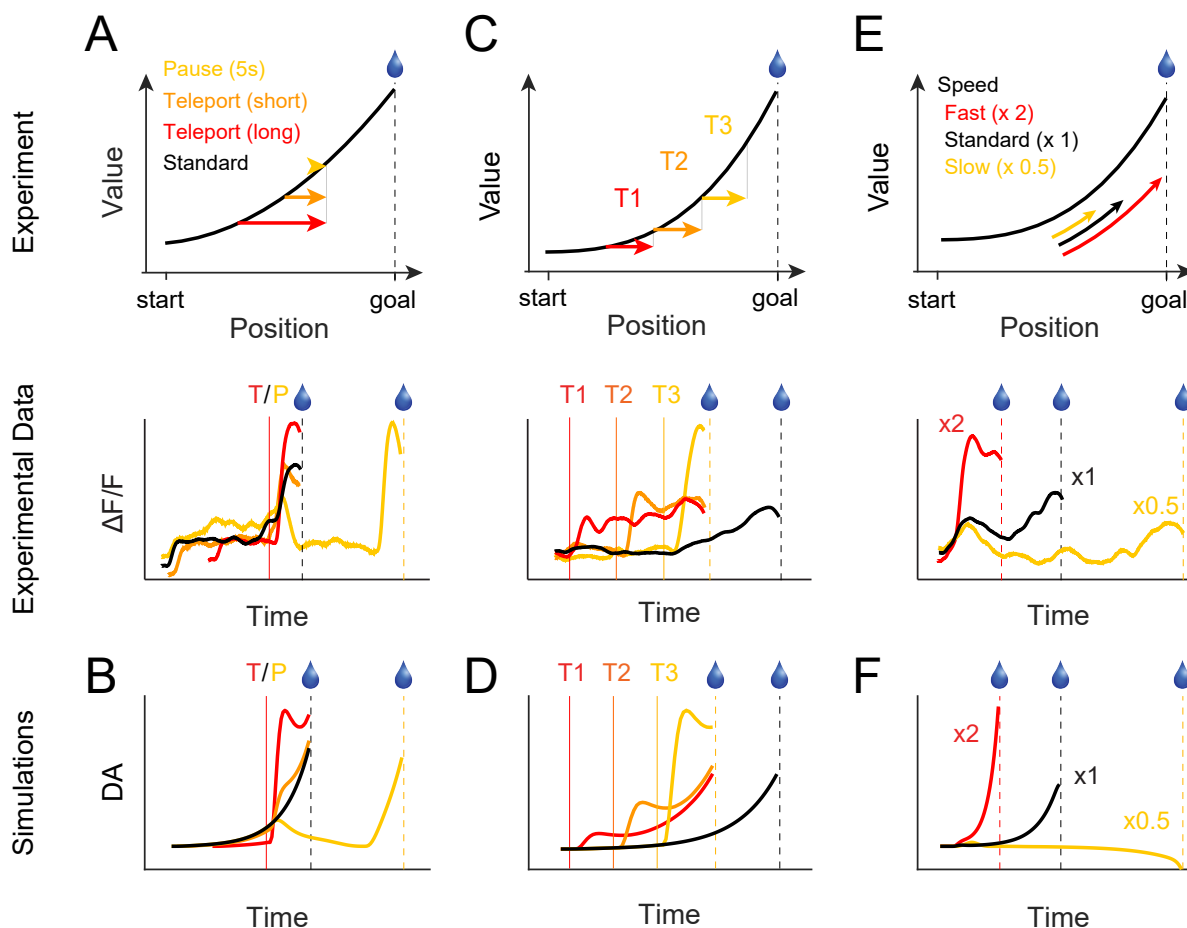 A
C
E
Experiment
Value
Pause (5s)
Teleport (short)
Teleport (long)
Standard
start
goal
Position
Value
T1
T2
T3
start
goal
Position
Value
Speed
Fast (x 2)
Standard (x 1)
Slow (x 0.5)
start
goal
Position
Experimental Data
ΔF/F
T/P
Time
T1
T2
T3
Time
x2
x1
x0.5
Time
B
D
F
Simulations
DA
T/P
Time
T1
T2
T3
Time
x2
x1
x0.5
Time